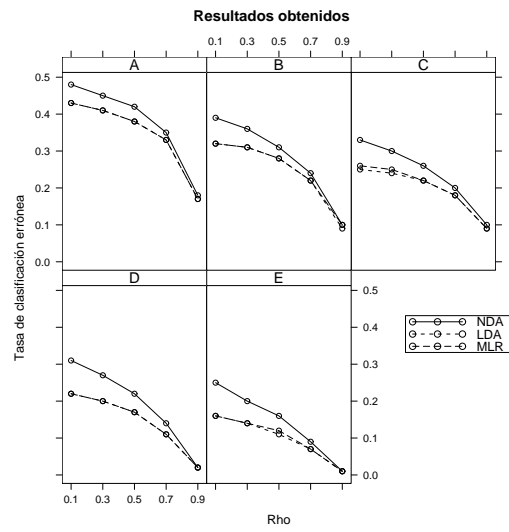 Resultados obtenidos
0.1 0.3 0.5 0.7 0.9
A B C
0.5
0.4
0.3
0.2
0.1
0.0
D E
0.5
0.4
0.3
0.2
0.1
0.0
NDA
LDA
MLR
0.1 0.3 0.5 0.7 0.9
Rho
Tasa de clasificación errónea